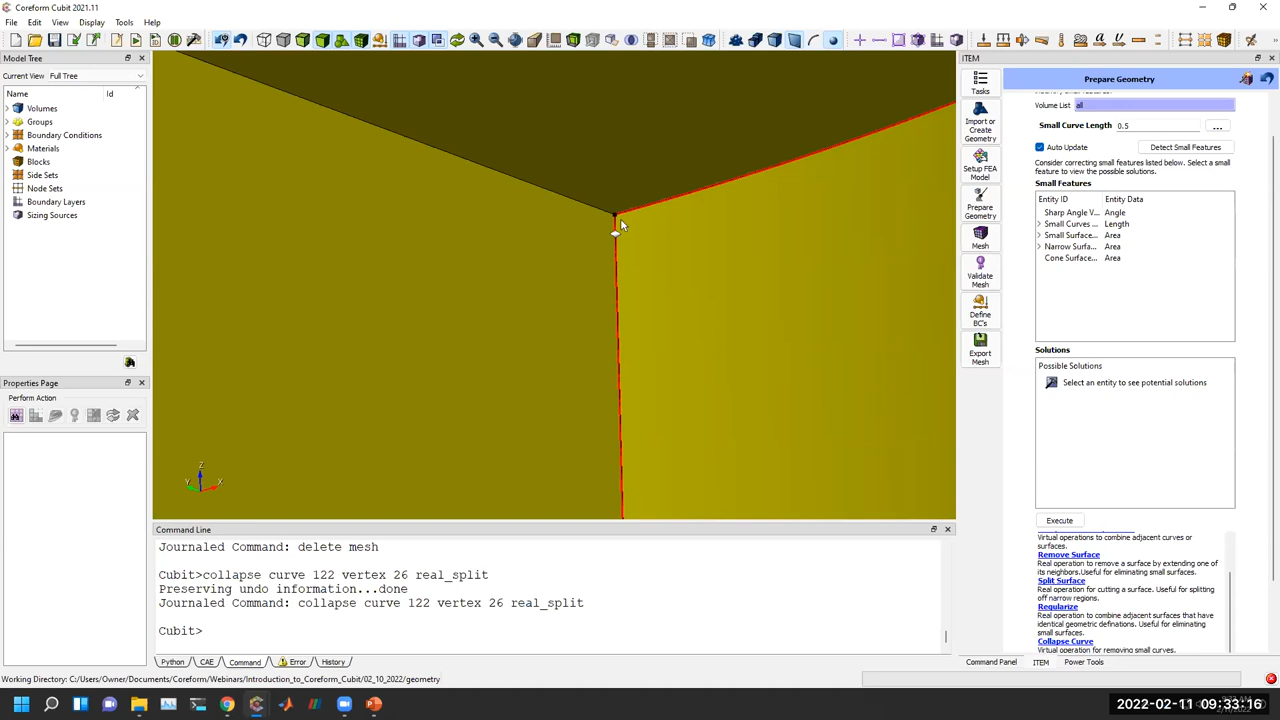 Coreform Cubit 2021.11
File Edit View Display Tools Help
Model Tree
Current View Full Tree
Name Id
Volumes
Groups
Boundary Conditions
Materials
Blocks
Side Sets
Node Sets
Boundary Layers
Sizing Sources
Properties Page
Perform Action
Z
Y X
Command Line
Journaled Command: delete mesh
Cubit>collapse curve 122 vertex 26 real_split
Preserving undo information...done
Journaled Command: collapse curve 122 vertex 26 real_split
Cubit>
Python CAE Command Error History
Working Directory: C:/Users/Owner/Documents/Coreform/Webinars/Introduction_to_Coreform_Cubit/02_10_2022/geometry
ITEM
Tasks
Import or
Create
Geometry
Setup FEA
Model
Prepare
Geometry
Mesh
Validate
Mesh
Define
BC's
Export
Mesh
Prepare Geometry
Volume List all
Small Curve Length 0.5 ...
Auto Update Detect Small Features
Consider correcting small features listed below. Select a small
feature to view the possible solutions.
Small Features
Entity ID Entity Data
Sharp Angle V... Angle
Small Curves ... Length
Small Surface... Area
Narrow Surfa... Area
Cone Surface... Area
Solutions
Possible Solutions
Select an entity to see potential solutions
Execute
Virtual operations to combine adjacent curves or
surfaces.
Remove Surface
Real operation to remove a surface by extending one of
its neighbors.Useful for eliminating small surfaces.
Split Surface
Real operation for cutting a surface. Useful for splitting
off narrow regions.
Regularize
Real operation to combine adjacent surfaces that have
identical geometric definations. Useful for eliminating
small surfaces.
Collapse Curve
Virtual operation for removing small curves.
Command Panel ITEM Power Tools
2022-02-11 09:33:16